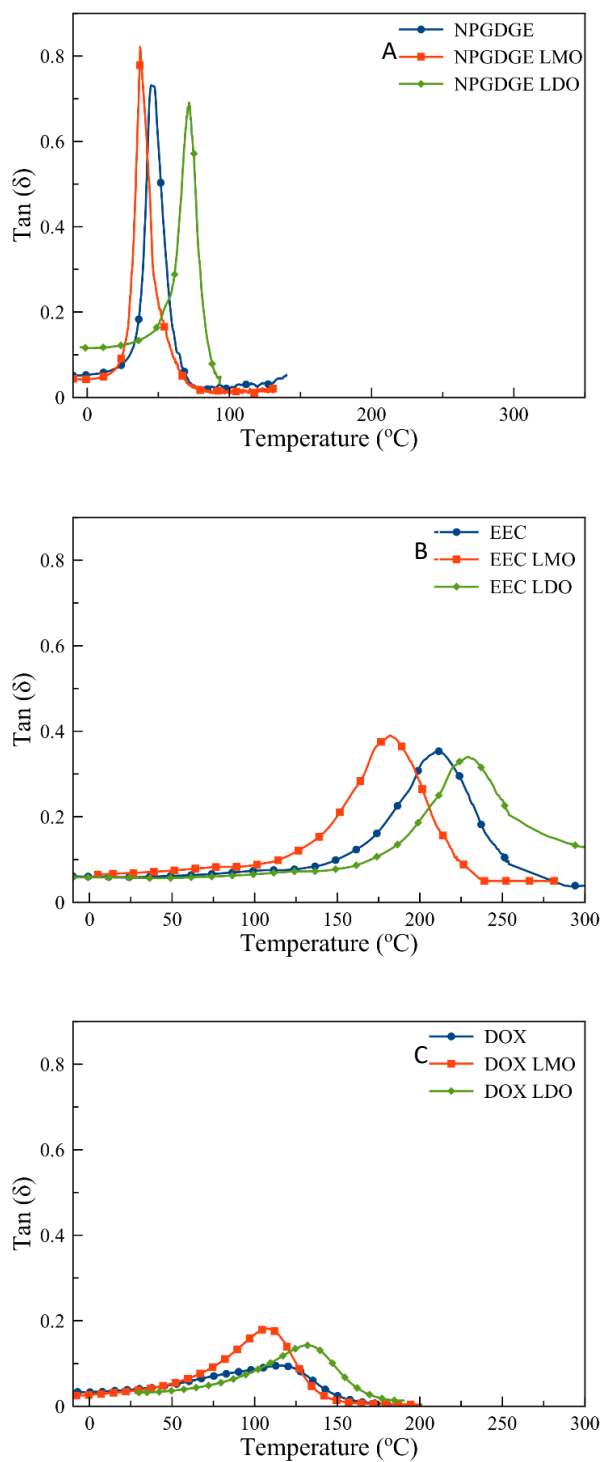 NPGDGE
A
NPGDGE LMO
NPGDGE LDO
0.8
0.6
0.4
0.2
0
Tan (δ)
0
100
200
300
Temperature (ºC)
EEC
B
EEC LMO
EEC LDO
0.8
0.6
0.4
0.2
0
Tan (δ)
0
50
100
150
200
250
300
Temperature (ºC)
DOX
C
DOX LMO
DOX LDO
0.8
0.6
0.4
0.2
0
Tan (δ)
0
50
100
150
200
250
300
Temperature (ºC)